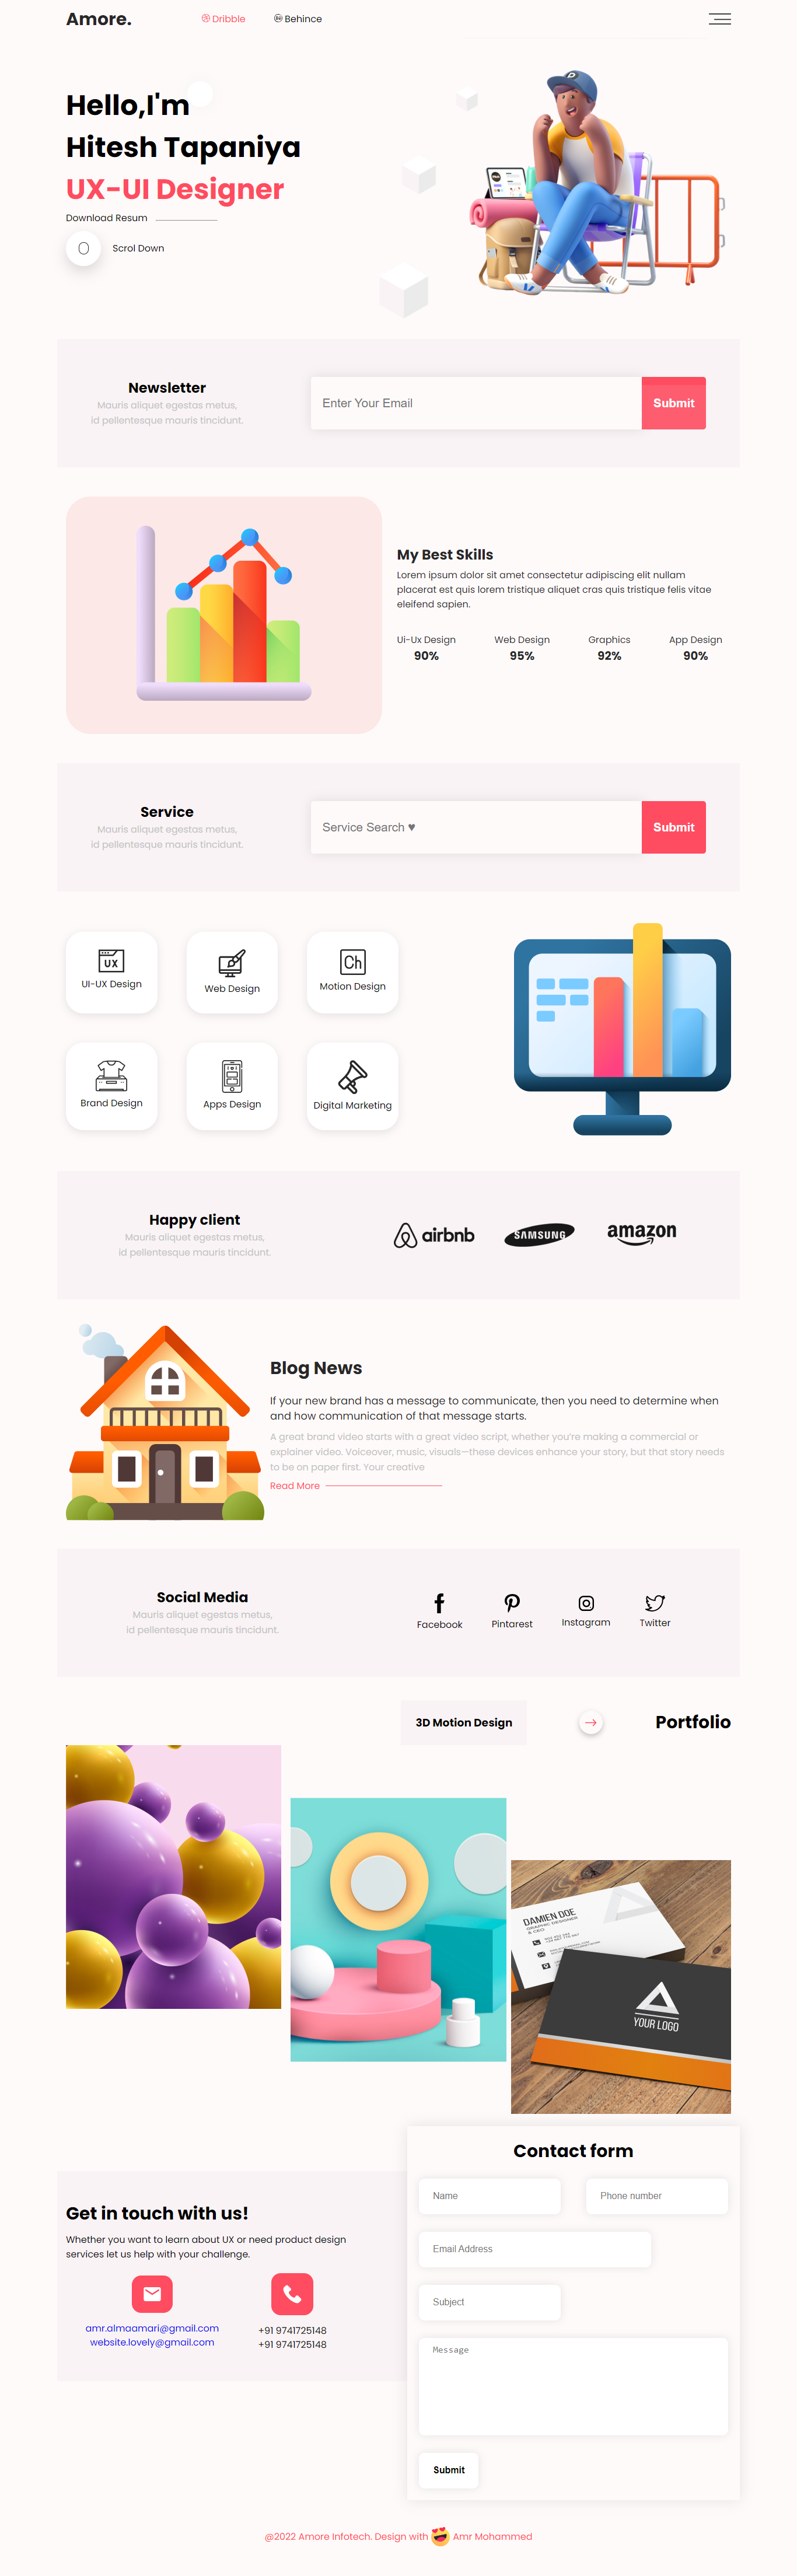 Amore.
Dribble
Behince
Hello,I'm
Hitesh Tapaniya
UX-UI Designer
Download Resum
Scrol Down
Newsletter
Mauris aliquet egestas metus,
id pellentesque mauris tincidunt.
Enter Your Email
Submit
My Best Skills
Lorem ipsum dolor sit amet consectetur adipiscing elit nullam
placerat est quis lorem tristique aliquet cras quis tristique felis vitae
eleifend sapien.
Ui-Ux Design
Web Design
Graphics
App Design
90%
95%
92%
90%
Service
Mauris aliquet egestas metus,
id pellentesque mauris tincidunt.
Service Search ♥
Submit
UX
UI-UX Design
Web Design
Ch
Motion Design
Brand Design
Apps Design
Digital Marketing
Happy client
Mauris aliquet egestas metus,
id pellentesque mauris tincidunt.
airbnb
SAMSUNG
amazon
Blog News
If your new brand has a message to communicate, then you need to determine when
and how communication of that message starts.
A great brand video starts with a great video script, whether you're making a commercial or
explainer video. Voiceover, music, visuals—these devices enhance your story, but that story needs
to be on paper first. Your creative
Read More
Social Media
Mauris aliquet egestas metus,
id pellentesque mauris tincidunt.
Facebook
Pintarest
Instagram
Twitter
3D Motion Design
Portfolio
DAMIEN DOE
GRAPHIC DESIGNER
& CEO
YOUR LOGO
Contact form
Name
Phone number
Email Address
Subject
Message
Submit
Get in touch with us!
Whether you want to learn about UX or need product design
services let us help with your challenge.
amr.almaamari@gmail.com
website.lovely@gmail.com
+91 9741725148
+91 9741725148
@2022 Amore Infotech. Design with 😍 Amr Mohammed